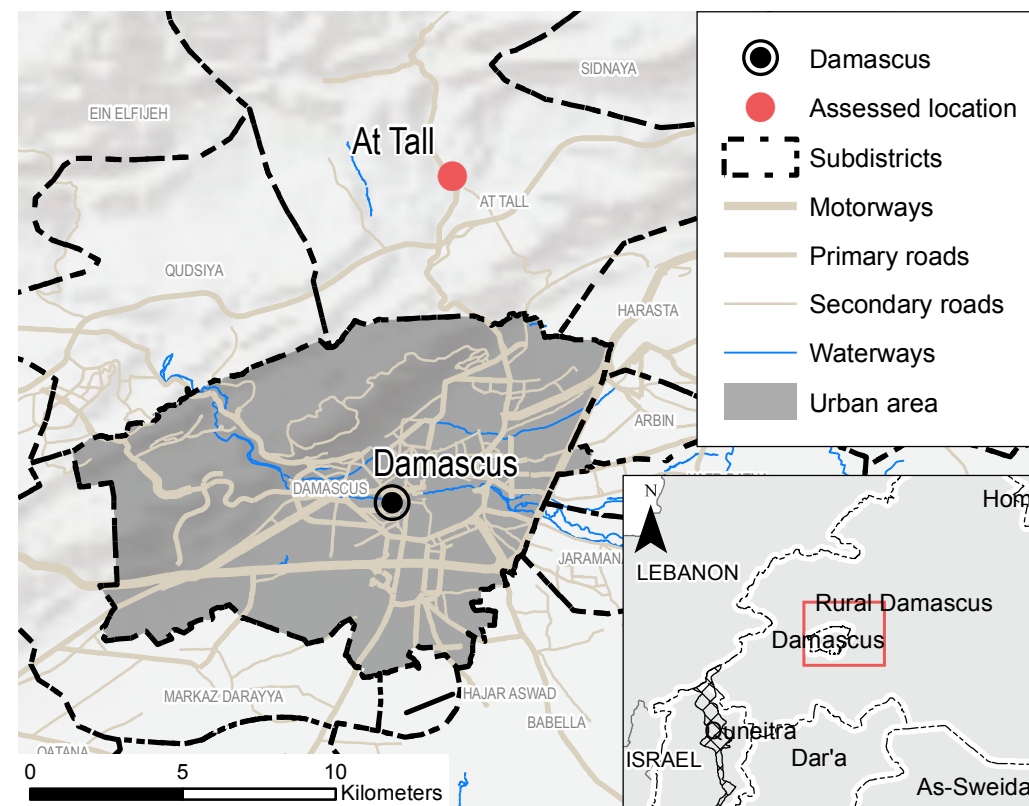 SIDNAYA
EIN ELFIJEH
At Tall
AT TALL
QUDSIYA
HARASTA
ARBIN
Damascus
DAMASCUS
JARAMANA
MARKAZ DARAYYA
HAJAR ASWAD
BABELLA
QATANA
0 5 10
Kilometers
Damascus
Assessed location
Subdistricts
Motorways
Primary roads
Secondary roads
Waterways
Urban area
N
Hom
LEBANON
Rural Damascus
Damascus
Quneitra
ISRAEL
Dar'a
As-Sweida